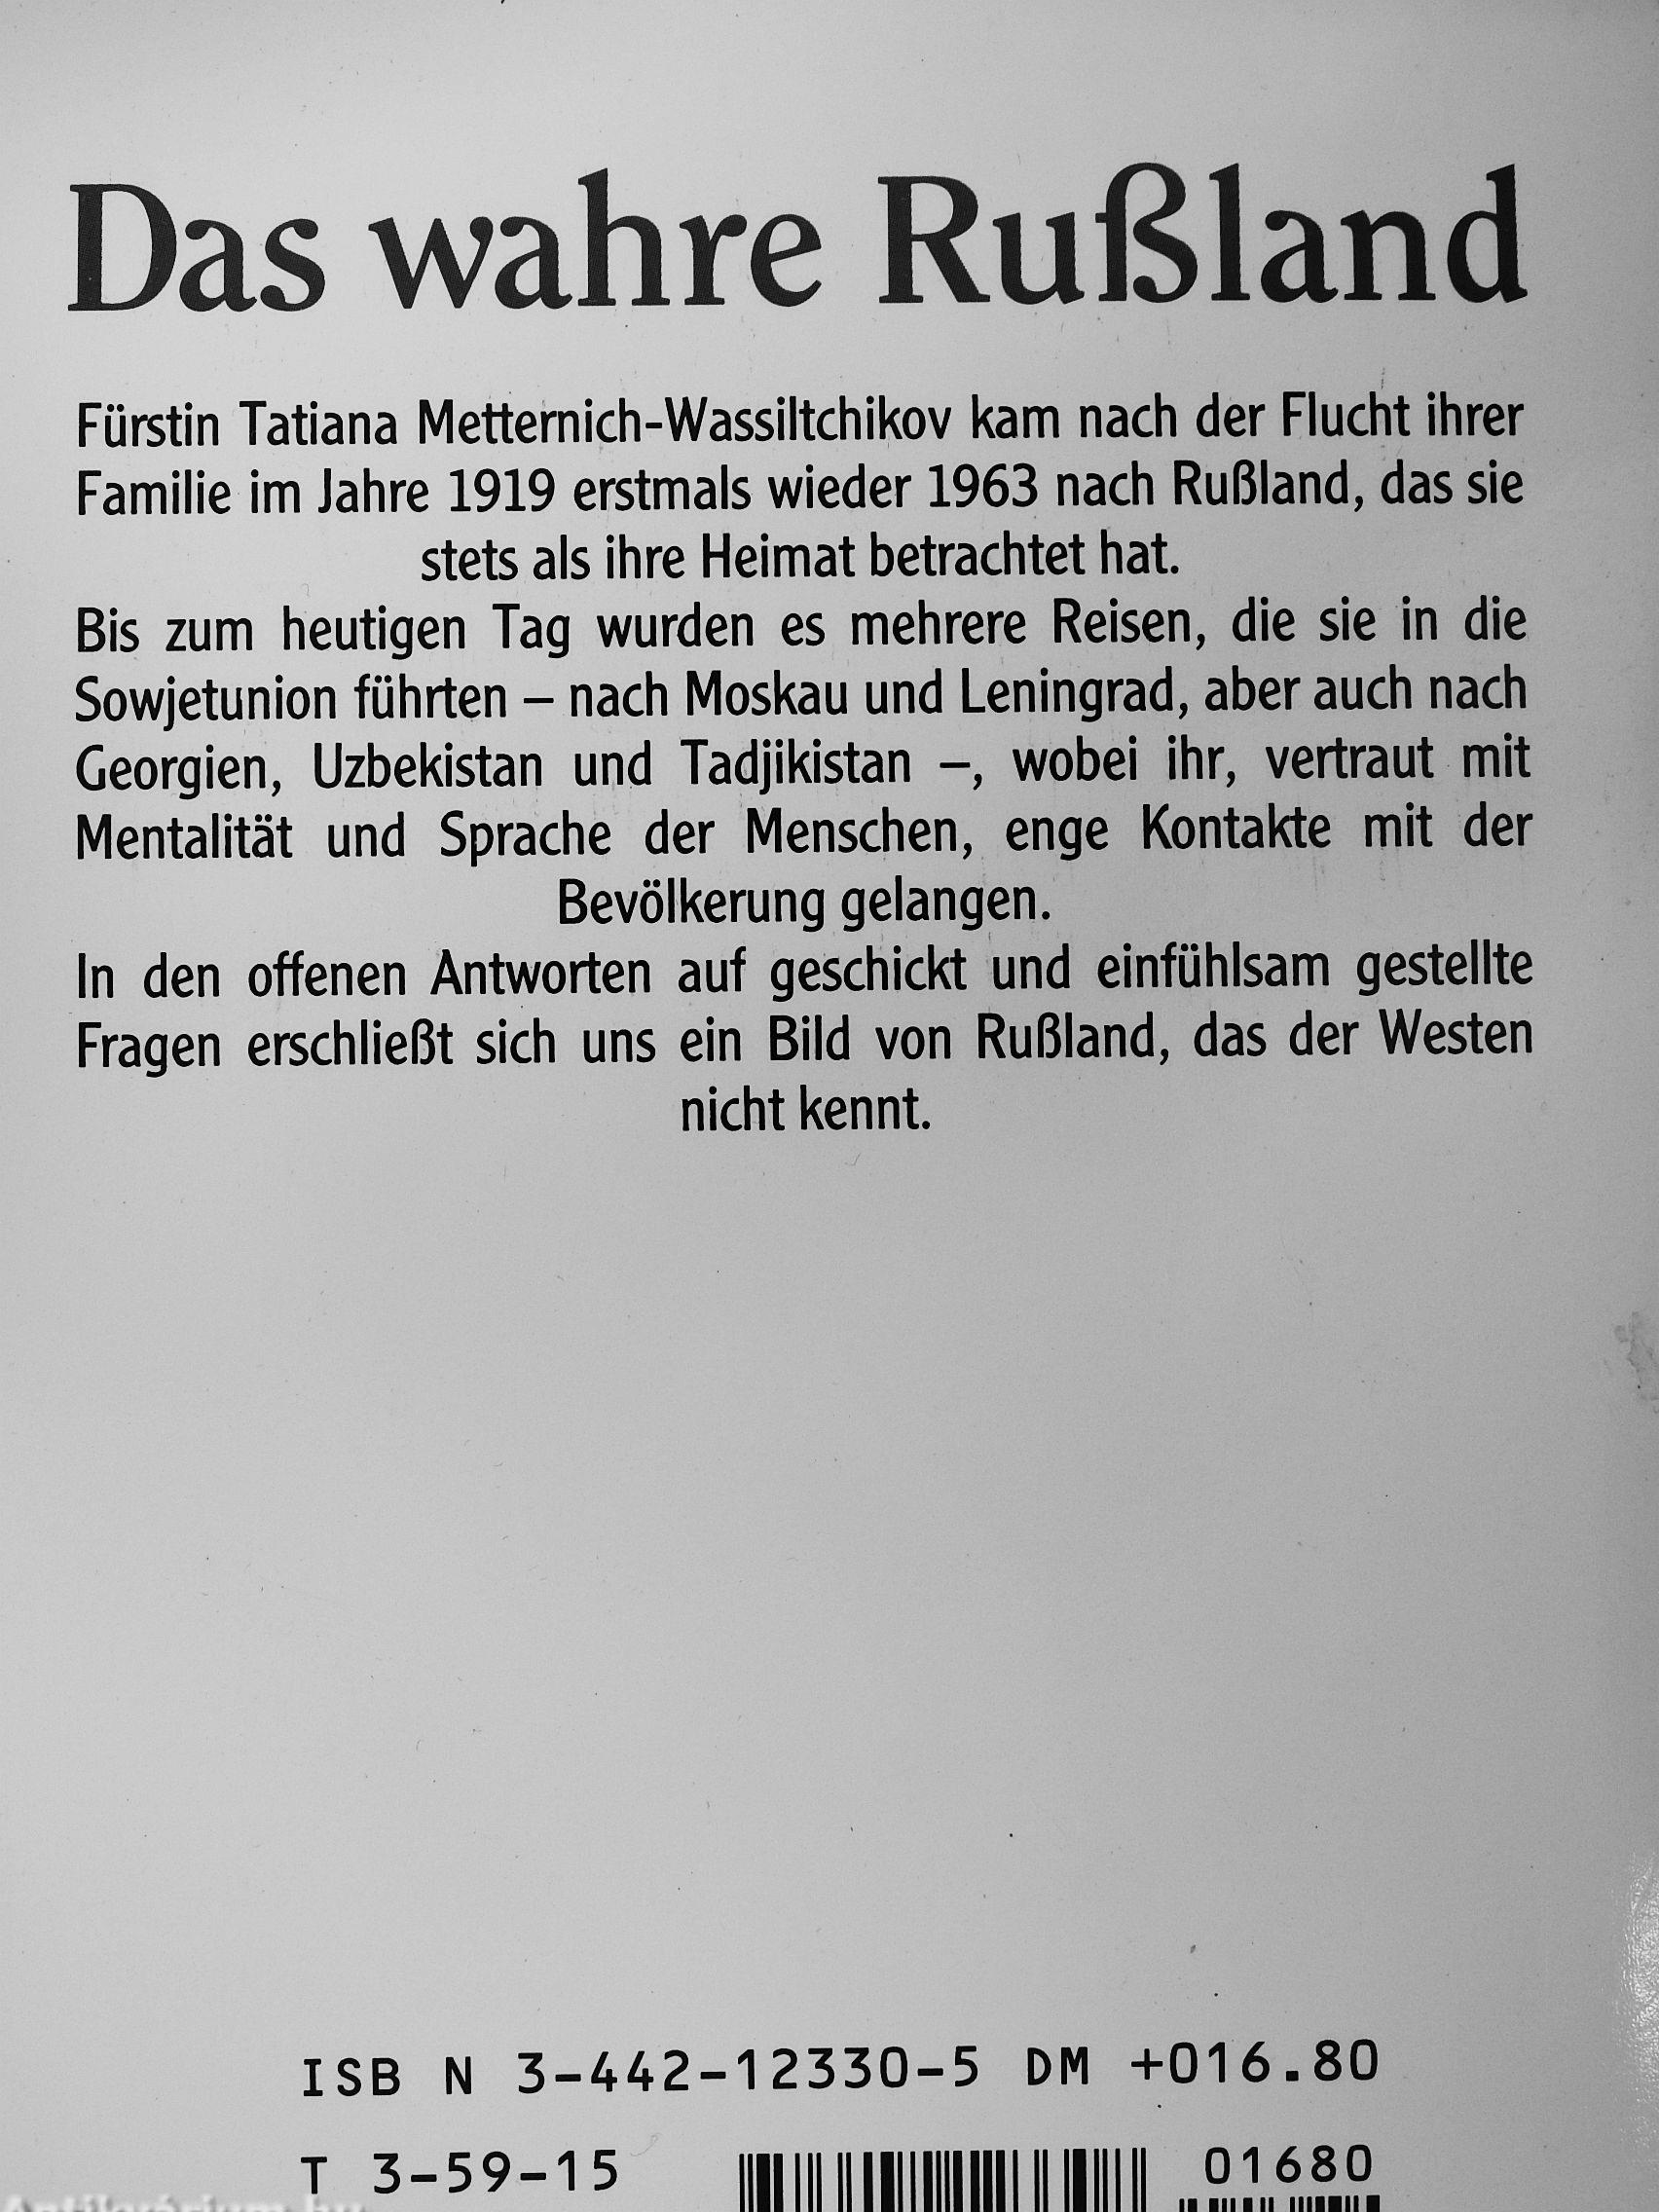 Das wahre Rußland
Fürstin Tatiana Metternich-Wassiltchikov kam nach der Flucht ihrer
Familie im Jahre 1919 erstmals wieder 1963 nach Rußland, das sie
stets als ihre Heimat betrachtet hat.
Bis zum heutigen Tag wurden es mehrere Reisen, die sie in die
Sowjetunion führten – nach Moskau und Leningrad, aber auch nach
Georgien, Uzbekistan und Tadjikistan –, wobei ihr, vertraut mit
Mentalität und Sprache der Menschen, enge Kontakte mit der
Bevölkerung gelangen.
In den offenen Antworten auf geschickt und einfühlsam gestellte
Fragen erschließt sich uns ein Bild von Rußland, das der Westen
nicht kennt.
ISB N 3-442-12330-5 DM +016.80
T 3-59-15 01680